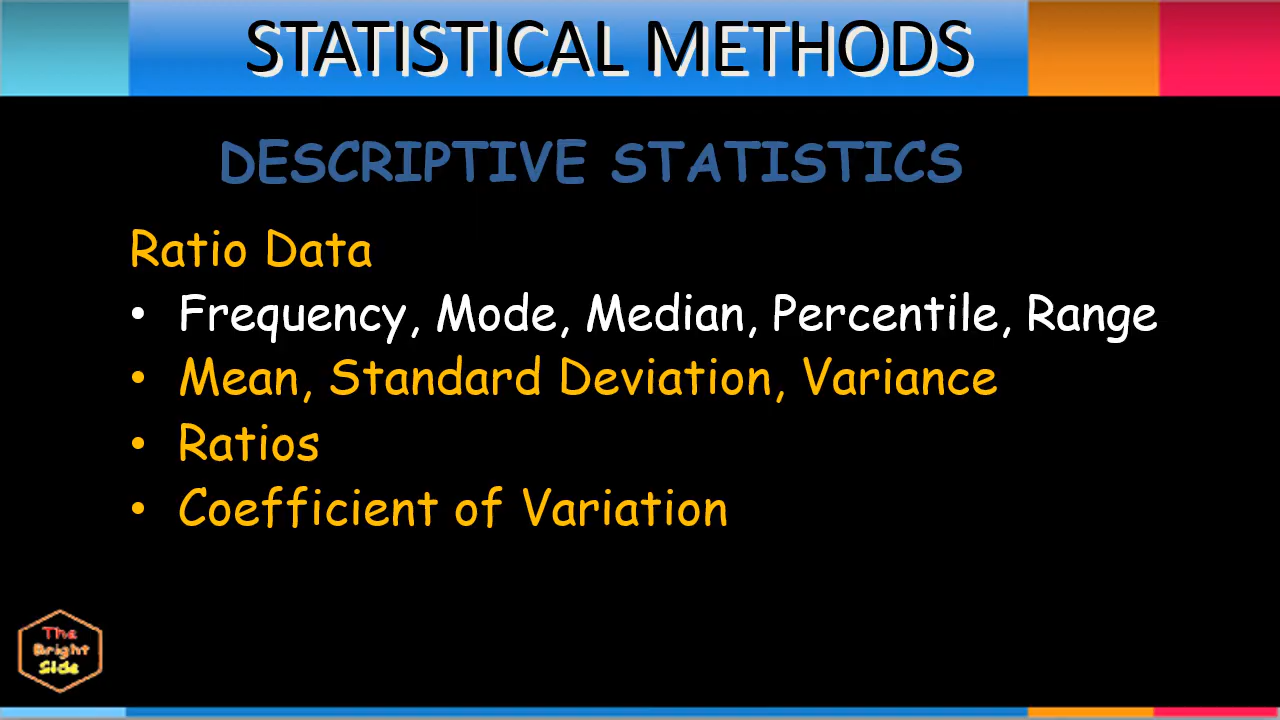 STATISTICAL METHODS
DESCRIPTIVE STATISTICS
Ratio Data
• Frequency, Mode, Median, Percentile, Range
• Mean, Standard Deviation, Variance
• Ratios
• Coefficient of Variation
The
Bright
Side